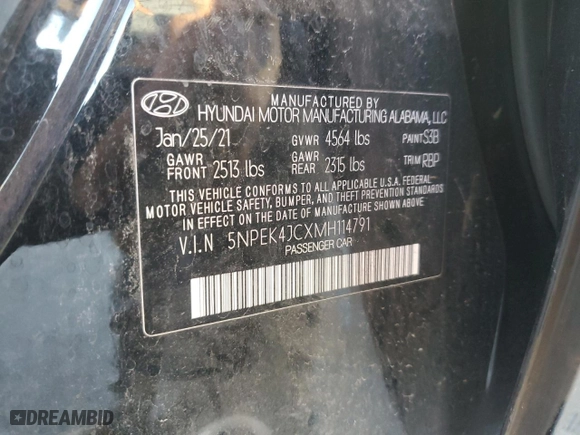 MANUFACTURED BY
HYUNDAI MOTOR MANUFACTURING ALABAMA, LLC
Jan/25/21 GVWR 4564 lbs PAINT S3B
GAWR FRONT 2513 lbs GAWR REAR 2315 lbs TRIM RBP
THIS VEHICLE CONFORMS TO ALL APPLICABLE U.S.A. FEDERAL
MOTOR VEHICLE SAFETY, BUMPER, AND THEFT PREVENTION STANDARDS
IN EFFECT ON THE DATE OF MANUFACTURE SHOWN ABOVE.
V.I.N 5NPEK4JCXMH114791
PASSENGER CAR
DREAMBID